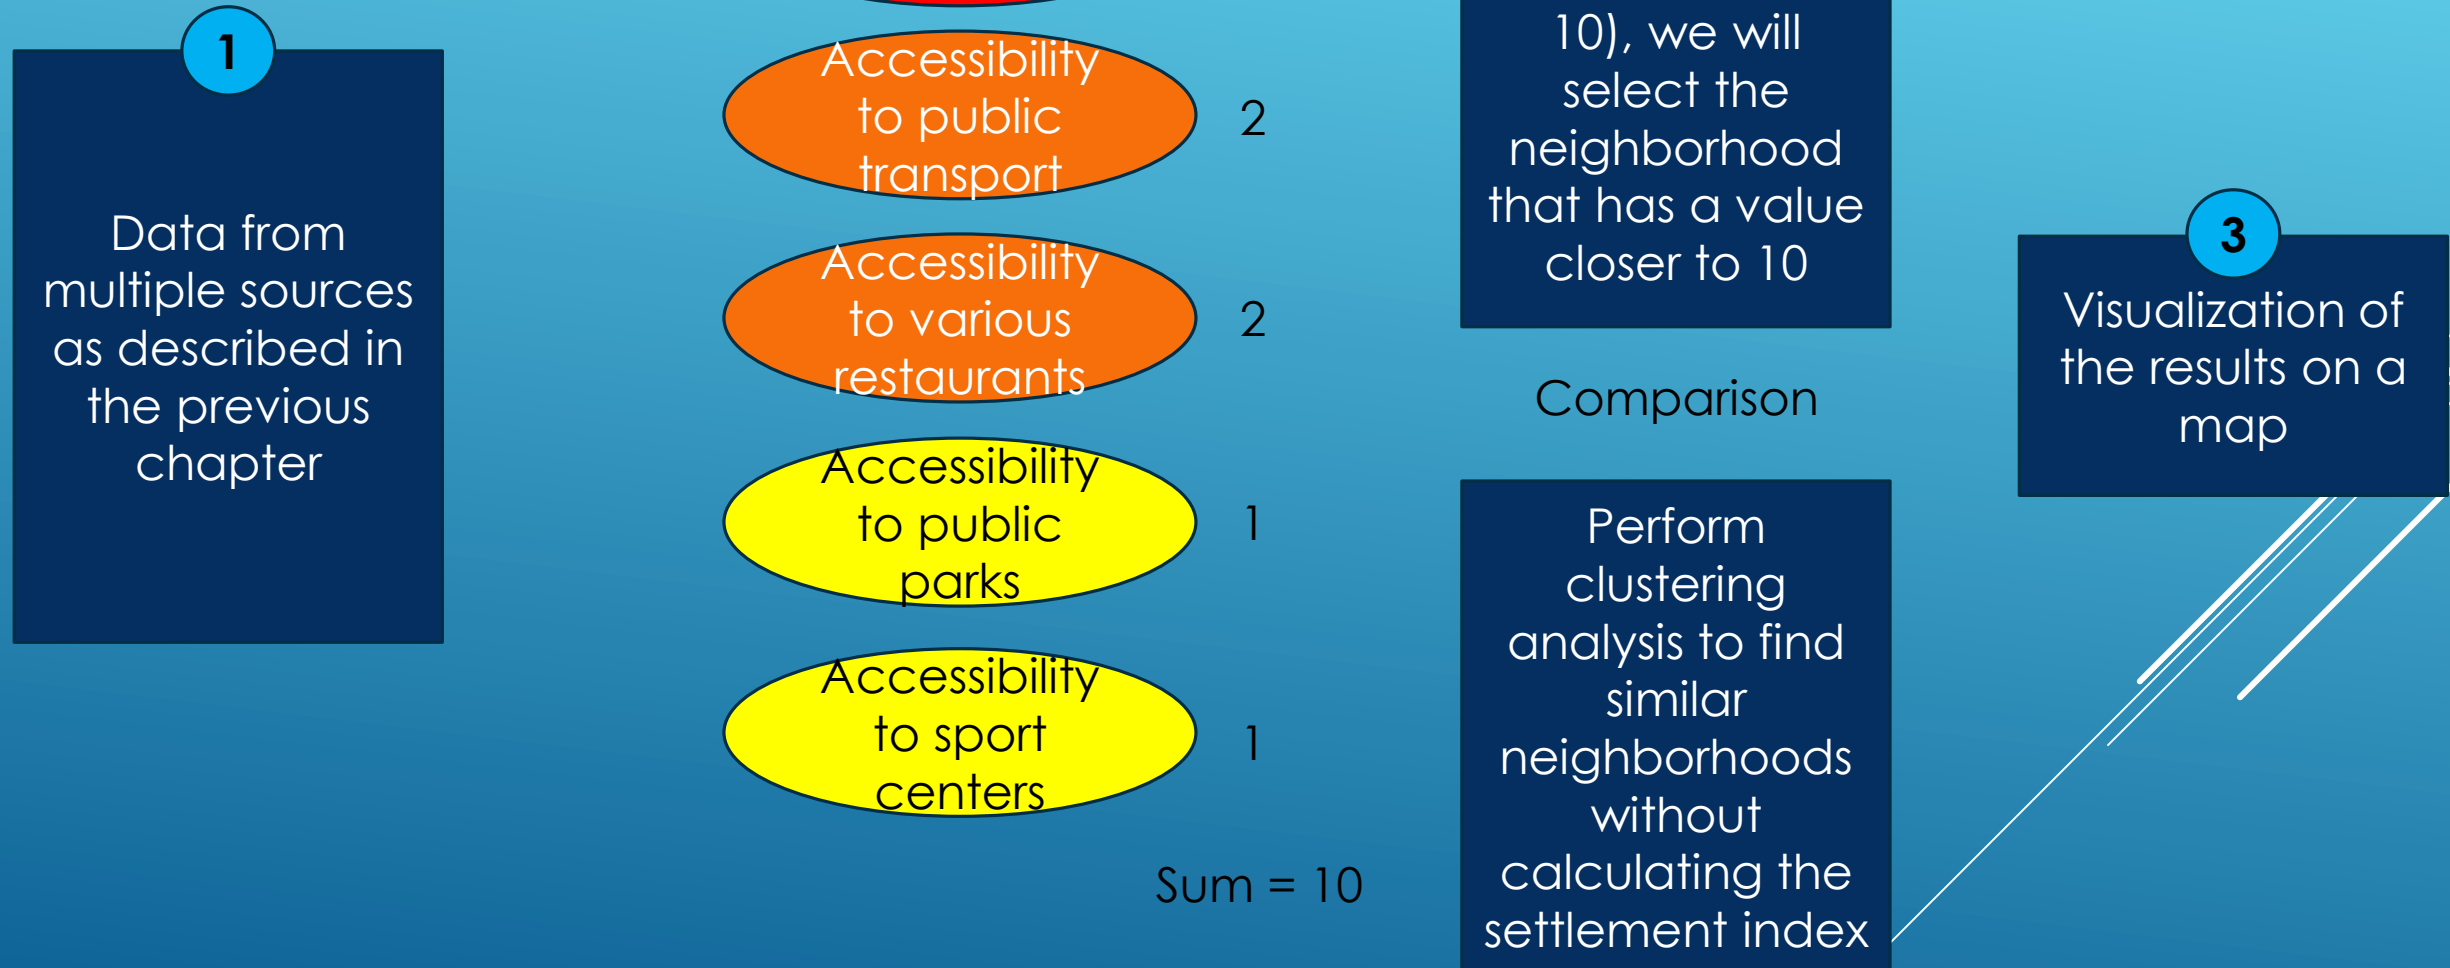 1
Data from
multiple sources
as described in
the previous
chapter
Accessibility
to public
transport
2
Accessibility
to various
restaurants
2
Accessibility
to public
parks
1
Accessibility
to sport
centers
1
Sum = 10
10), we will
select the
neighborhood
that has a value
closer to 10
Comparison
Perform
clustering
analysis to find
similar
neighborhoods
without
calculating the
settlement index
3
Visualization of
the results on a
map